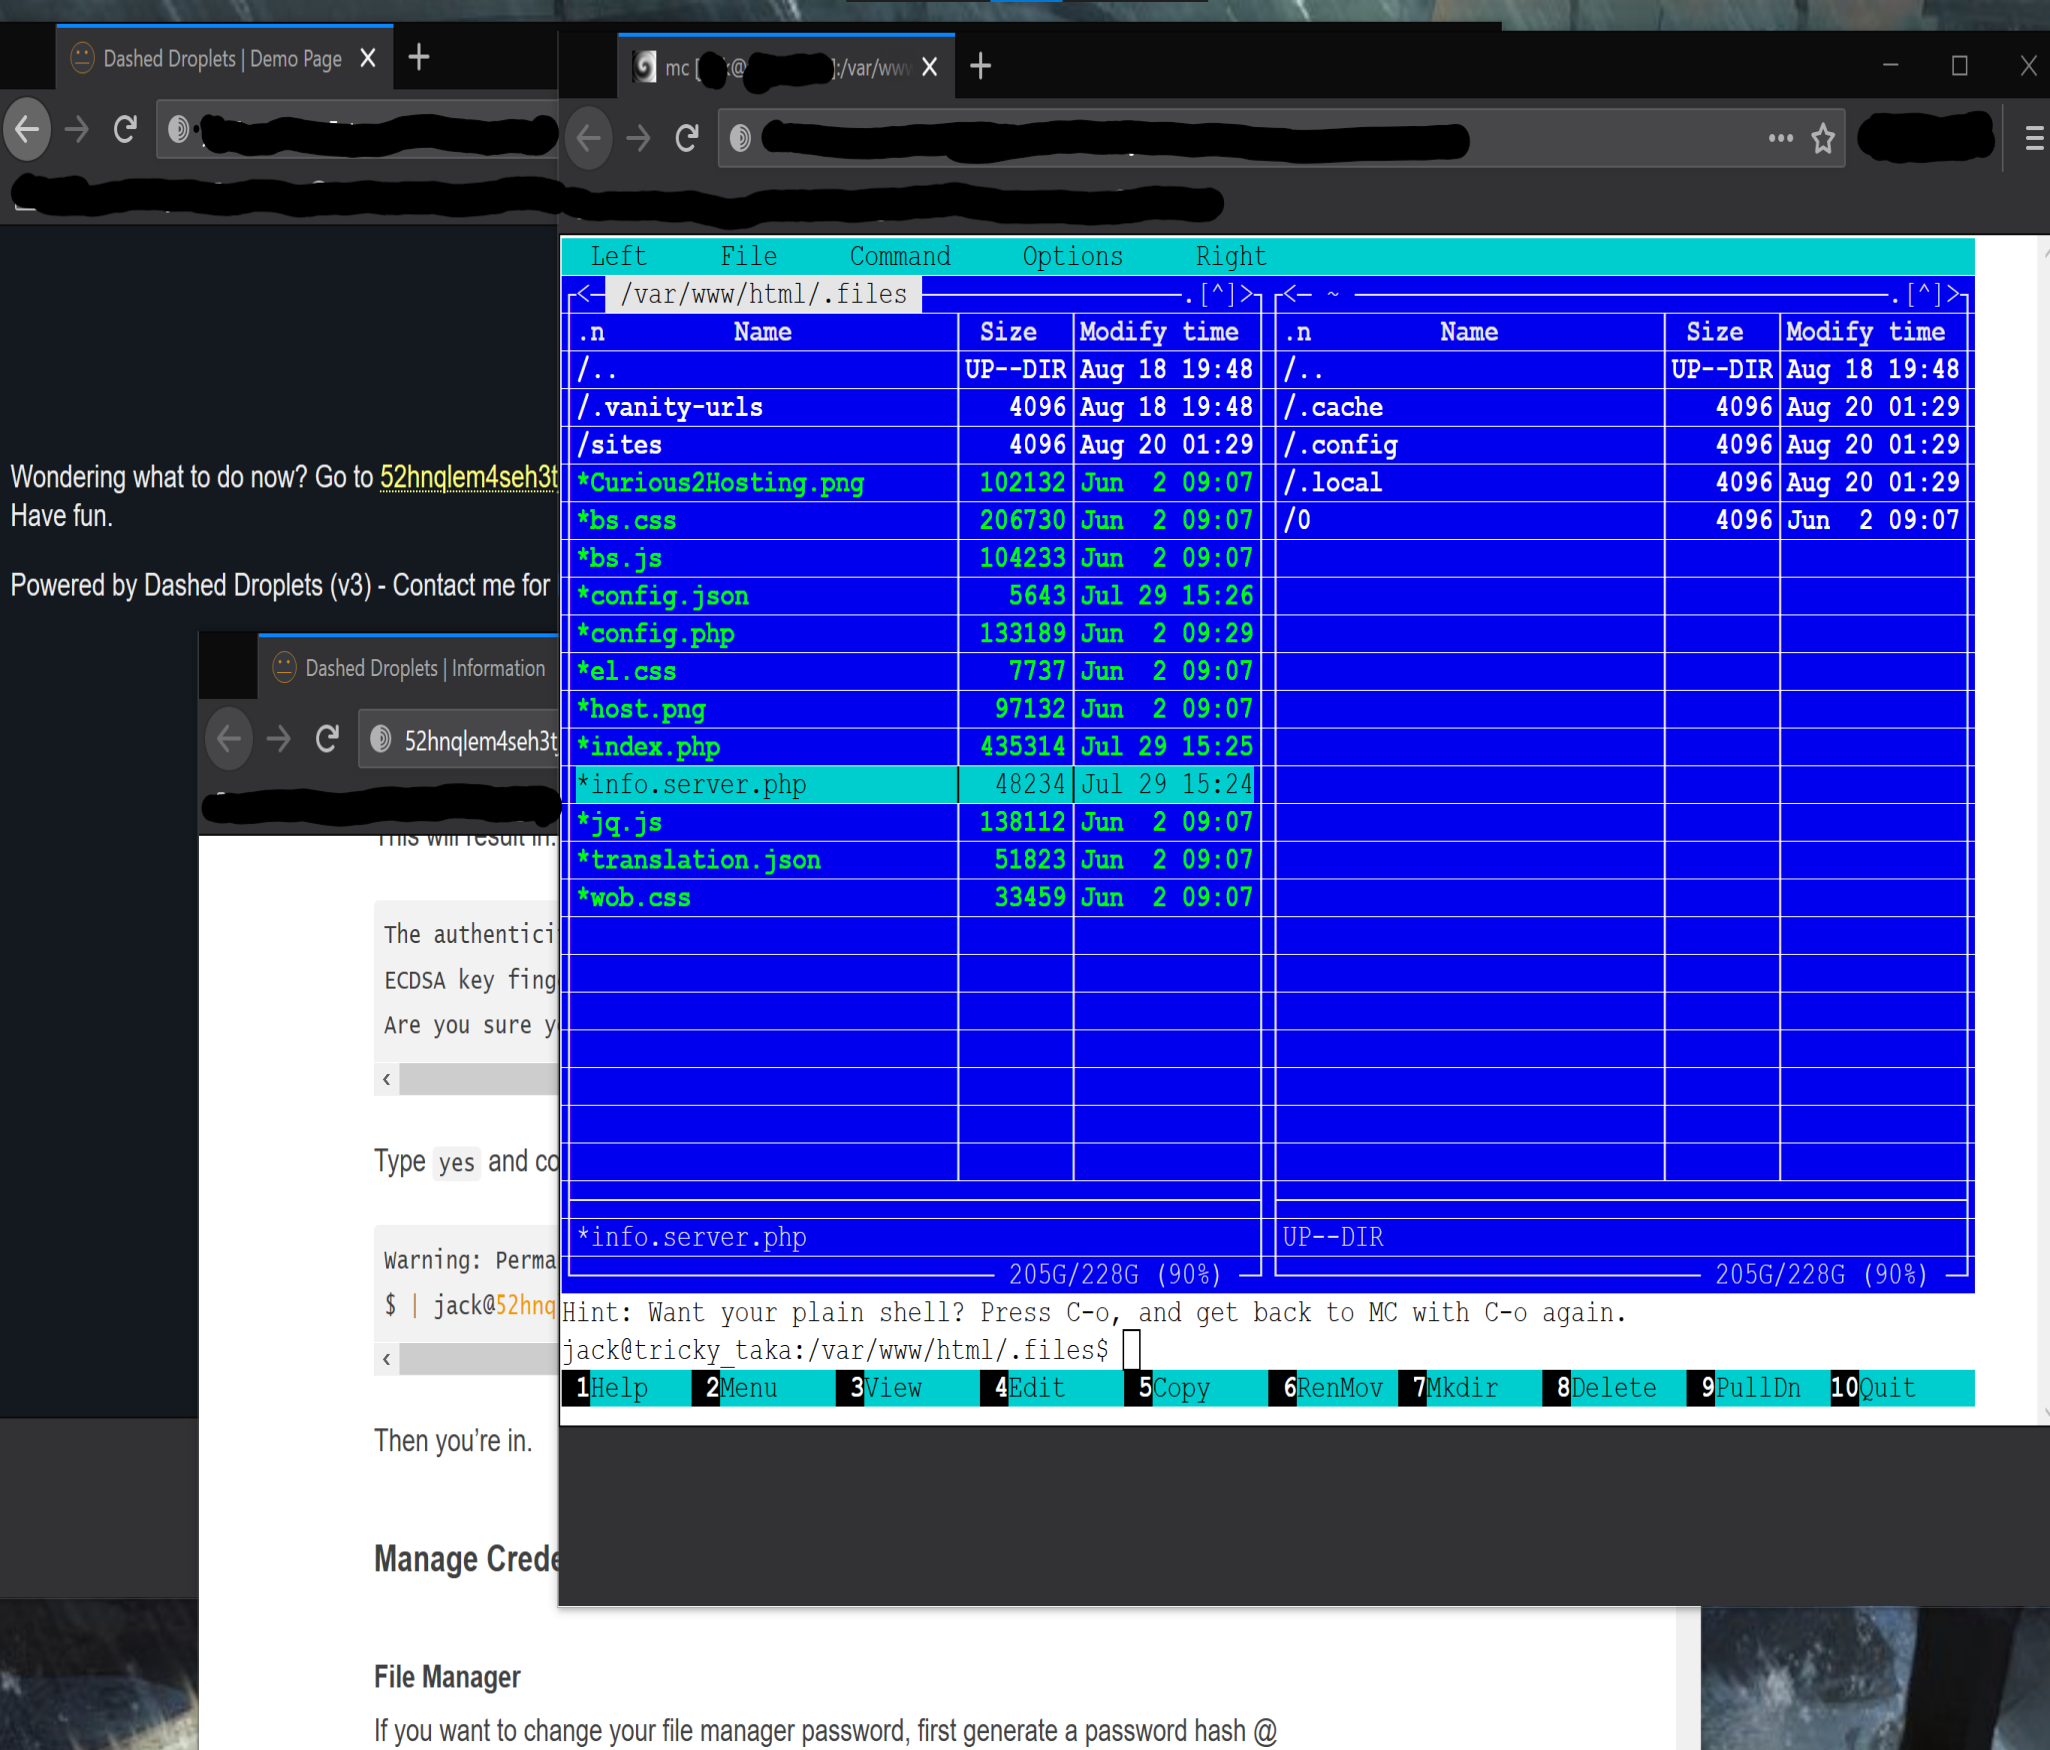 Dashed Droplets | Demo Page
mc [
@
]:/var/www
Wondering what to do now? Go to 52hnqlem4seh3t
Have fun.
Powered by Dashed Droplets (v3) - Contact me for
Dashed Droplets | Information
52hnqlem4seh3t
This will result in:
The authentici
ECDSA key fing
Are you sure y
Type yes and co
Warning: Perma
$ | jack@52hnq
Then you're in.
Manage Crede
File Manager
If you want to change your file manager password, first generate a password hash @
Left File Command Options Right
<─ /var/www/html/.files ─.[^]> <─ ~ ─.[^]>
.n Name Size Modify time .n Name Size Modify time
/.. UP--DIR Aug 18 19:48 /.. UP--DIR Aug 18 19:48
/.vanity-urls 4096 Aug 18 19:48 /.cache 4096 Aug 20 01:29
/sites 4096 Aug 20 01:29 /.config 4096 Aug 20 01:29
*Curious2Hosting.png 102132 Jun 2 09:07 /.local 4096 Aug 20 01:29
*bs.css 206730 Jun 2 09:07 /0 4096 Jun 2 09:07
*bs.js 104233 Jun 2 09:07
*config.json 5643 Jul 29 15:26
*config.php 133189 Jun 2 09:29
*el.css 7737 Jun 2 09:07
*host.png 97132 Jun 2 09:07
*index.php 435314 Jul 29 15:25
*info.server.php 48234 Jul 29 15:24
*jq.js 138112 Jun 2 09:07
*translation.json 51823 Jun 2 09:07
*wob.css 33459 Jun 2 09:07
*info.server.php UP--DIR
205G/228G (90%) 205G/228G (90%)
Hint: Want your plain shell? Press C-o, and get back to MC with C-o again.
jack@tricky_taka:/var/www/html/.files$
1Help 2Menu 3View 4Edit 5Copy 6RenMov 7Mkdir 8Delete 9PullDn 10Quit